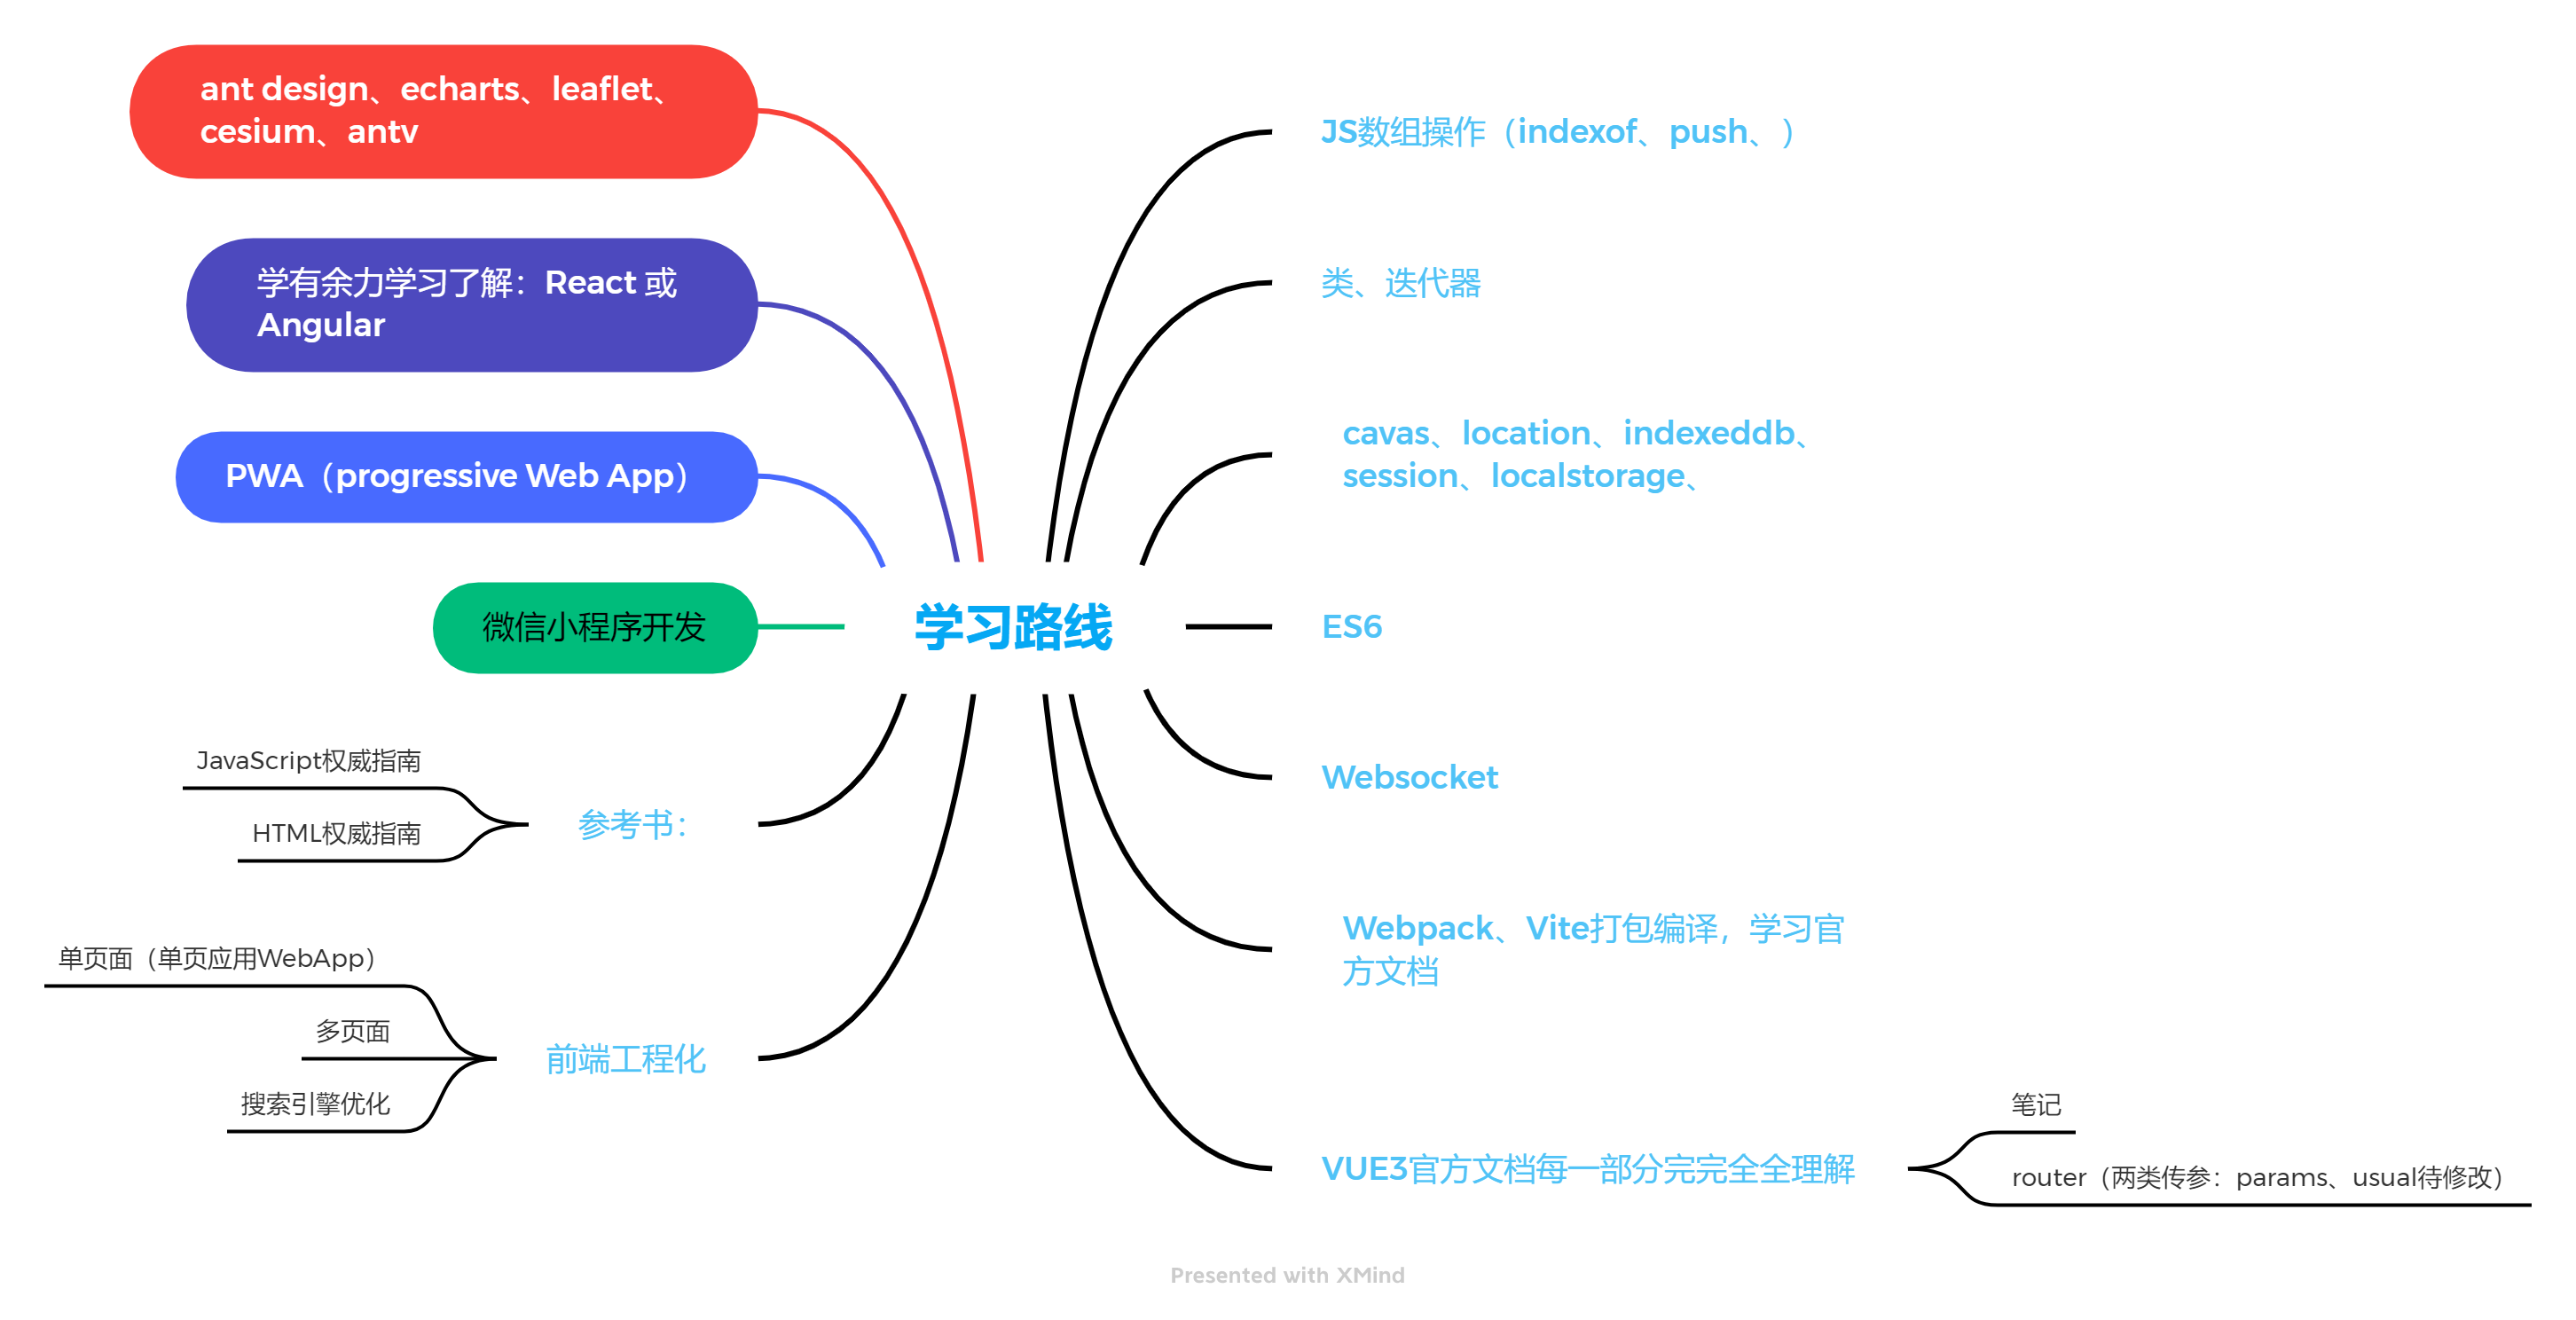 学习路线
JS数组操作（indexof、push、）
类、迭代器
cavas、location、indexeddb、
session、localstorage、
ES6
Websocket
Webpack、Vite打包编译，学习官
方文档
VUE3官方文档每一部分完完全全理解
笔记
router（两类传参：params、usual待修改）
ant design、echarts、leaflet、
cesium、antv
学有余力学习了解：React 或
Angular
PWA（progressive Web App）
微信小程序开发
参考书：
JavaScript权威指南
HTML权威指南
前端工程化
单页面（单页应用WebApp）
多页面
搜索引擎优化
Presented with XMind